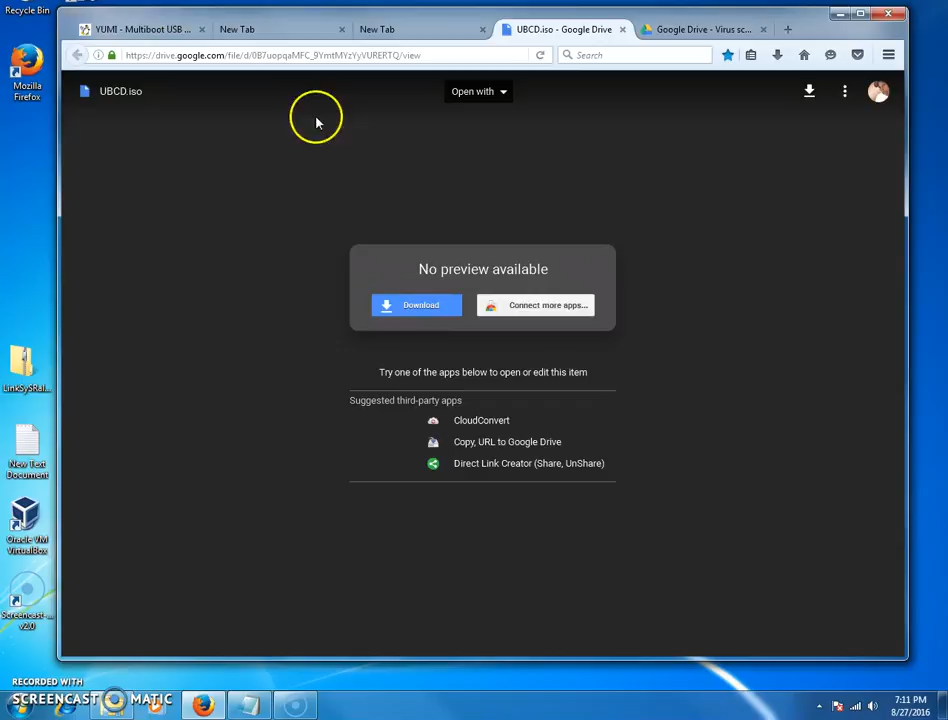 Recycle Bin
YUMI - Multiboot USB ...
New Tab
New Tab
UBCD.iso - Google Drive
Google Drive - Virus sc...
https://drive.google.com/file/d/0B7uopqaMFC_9YmtMYzYyVURERTQ/view
Search
Mozilla
Firefox
UBCD.iso
Open with
No preview available
Download
Connect more apps...
Try one of the apps below to open or edit this item
Suggested third-party apps
CloudConvert
Copy, URL to Google Drive
Direct Link Creator (Share, UnShare)
LinkSySRai...
New Text
Document
Oracle VM
VirtualBox
Screencast-...
v2.0
RECORDED WITH
SCREENCAST MATIC
7:11 PM
8/27/2016